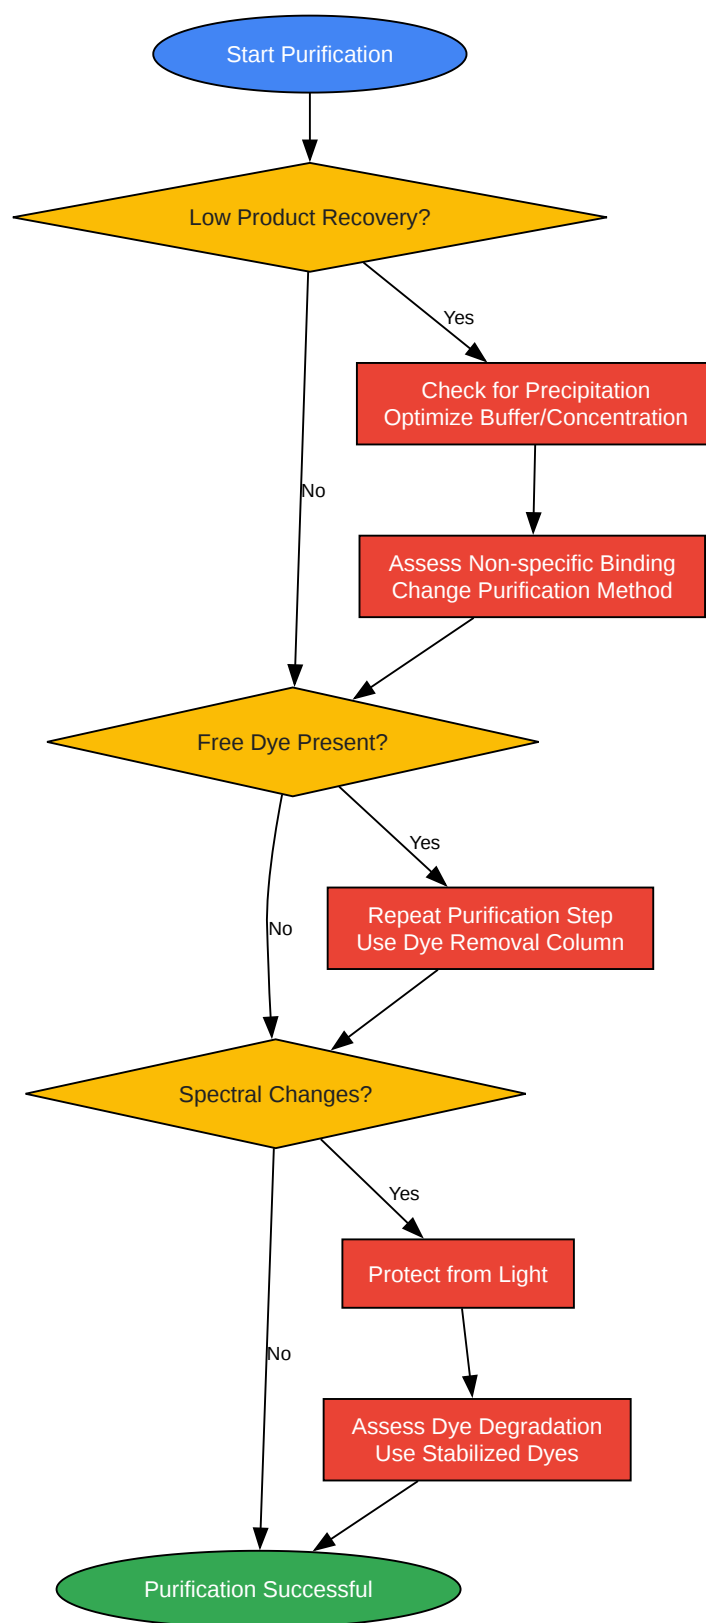 Start Purification
Low Product Recovery?
Yes
Check for Precipitation
Optimize Buffer/Concentration
No
Assess Non-specific Binding
Change Purification Method
Free Dye Present?
Yes
Repeat Purification Step
Use Dye Removal Column
No
Spectral Changes?
Yes
Protect from Light
No
Assess Dye Degradation
Use Stabilized Dyes
Purification Successful